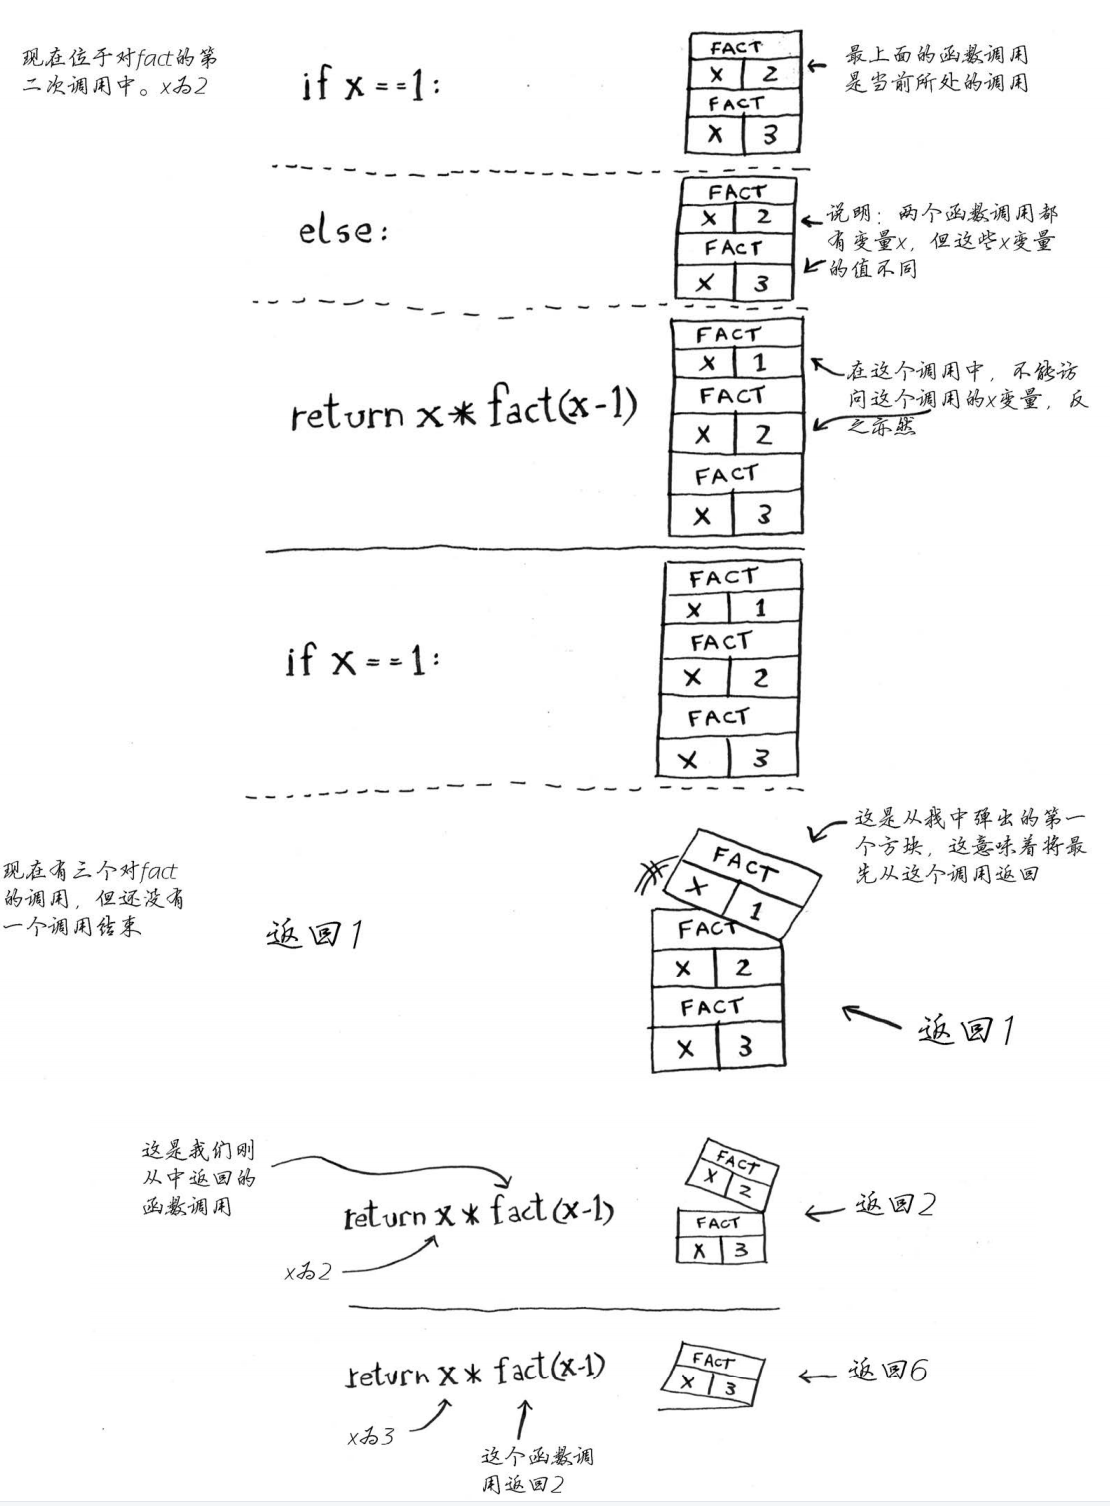 现在位于对fact的第
二次调用中。x为2
if x==1:
FACT
X 2
FACT
X 3
最上面的函数调用
是当前所处的调用
else:
FACT
X 2
FACT
X 3
说明：两个函数调用都
有变量x，但这些x变量
的值不同
return x * fact(x-1)
FACT
X 1
FACT
X 2
FACT
X 3
在这个调用中，不能访
问这个调用的x变量，反
之亦然
if x==1:
FACT
X 1
FACT
X 2
FACT
X 3
现在有三个对fact
的调用，但还没有
一个调用结束
返回1
FACT
X 1
FACT
X 2
FACT
X 3
这是从栈中弹出的第一
个方块，这意味着将最
先从这个调用返回
返回1
这是我们刚
从中返回的
函数调用
return x * fact(x-1)
x为2
FACT
X 2
FACT
X 3
返回2
return x * fact(x-1)
x为3
这个函数调
用返回2
FACT
X 3
返回6